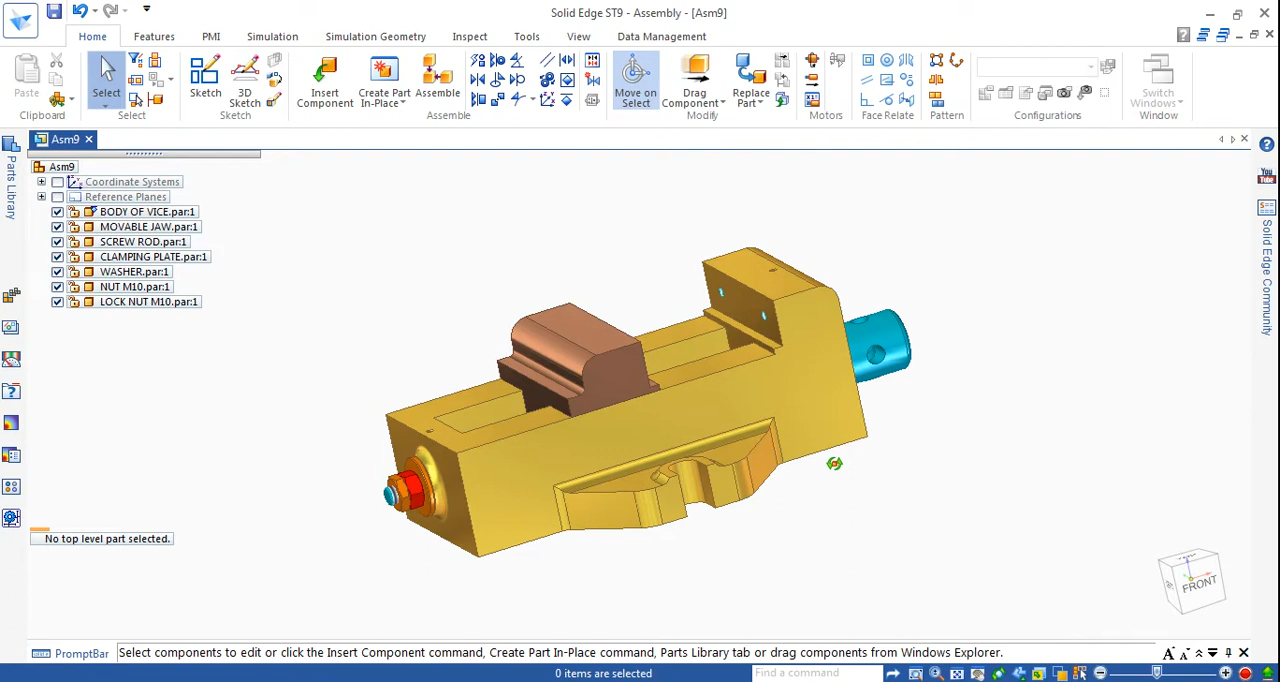 Solid Edge ST9 - Assembly - [Asm9]
Home Features PMI Simulation Simulation Geometry Inspect Tools View Data Management
Paste
Clipboard
Select
Select
Sketch
3D Sketch
Sketch
Insert Component
Create Part In-Place
Assemble
Assemble
Move on Select
Drag Component
Replace Part
Modify
Motors
Face Relate
Pattern
Configurations
Switch Windows
Window
Asm9
Parts Library
Asm9
Coordinate Systems
Reference Planes
BODY OF VICE.par:1
MOVABLE JAW.par:1
SCREW ROD.par:1
CLAMPING PLATE.par:1
WASHER.par:1
NUT M10.par:1
LOCK NUT M10.par:1
No top level part selected.
You Tube
Solid Edge Community
FRONT
PromptBar
Select components to edit or click the Insert Component command, Create Part In-Place command, Parts Library tab or drag components from Windows Explorer.
0 items are selected
Find a command